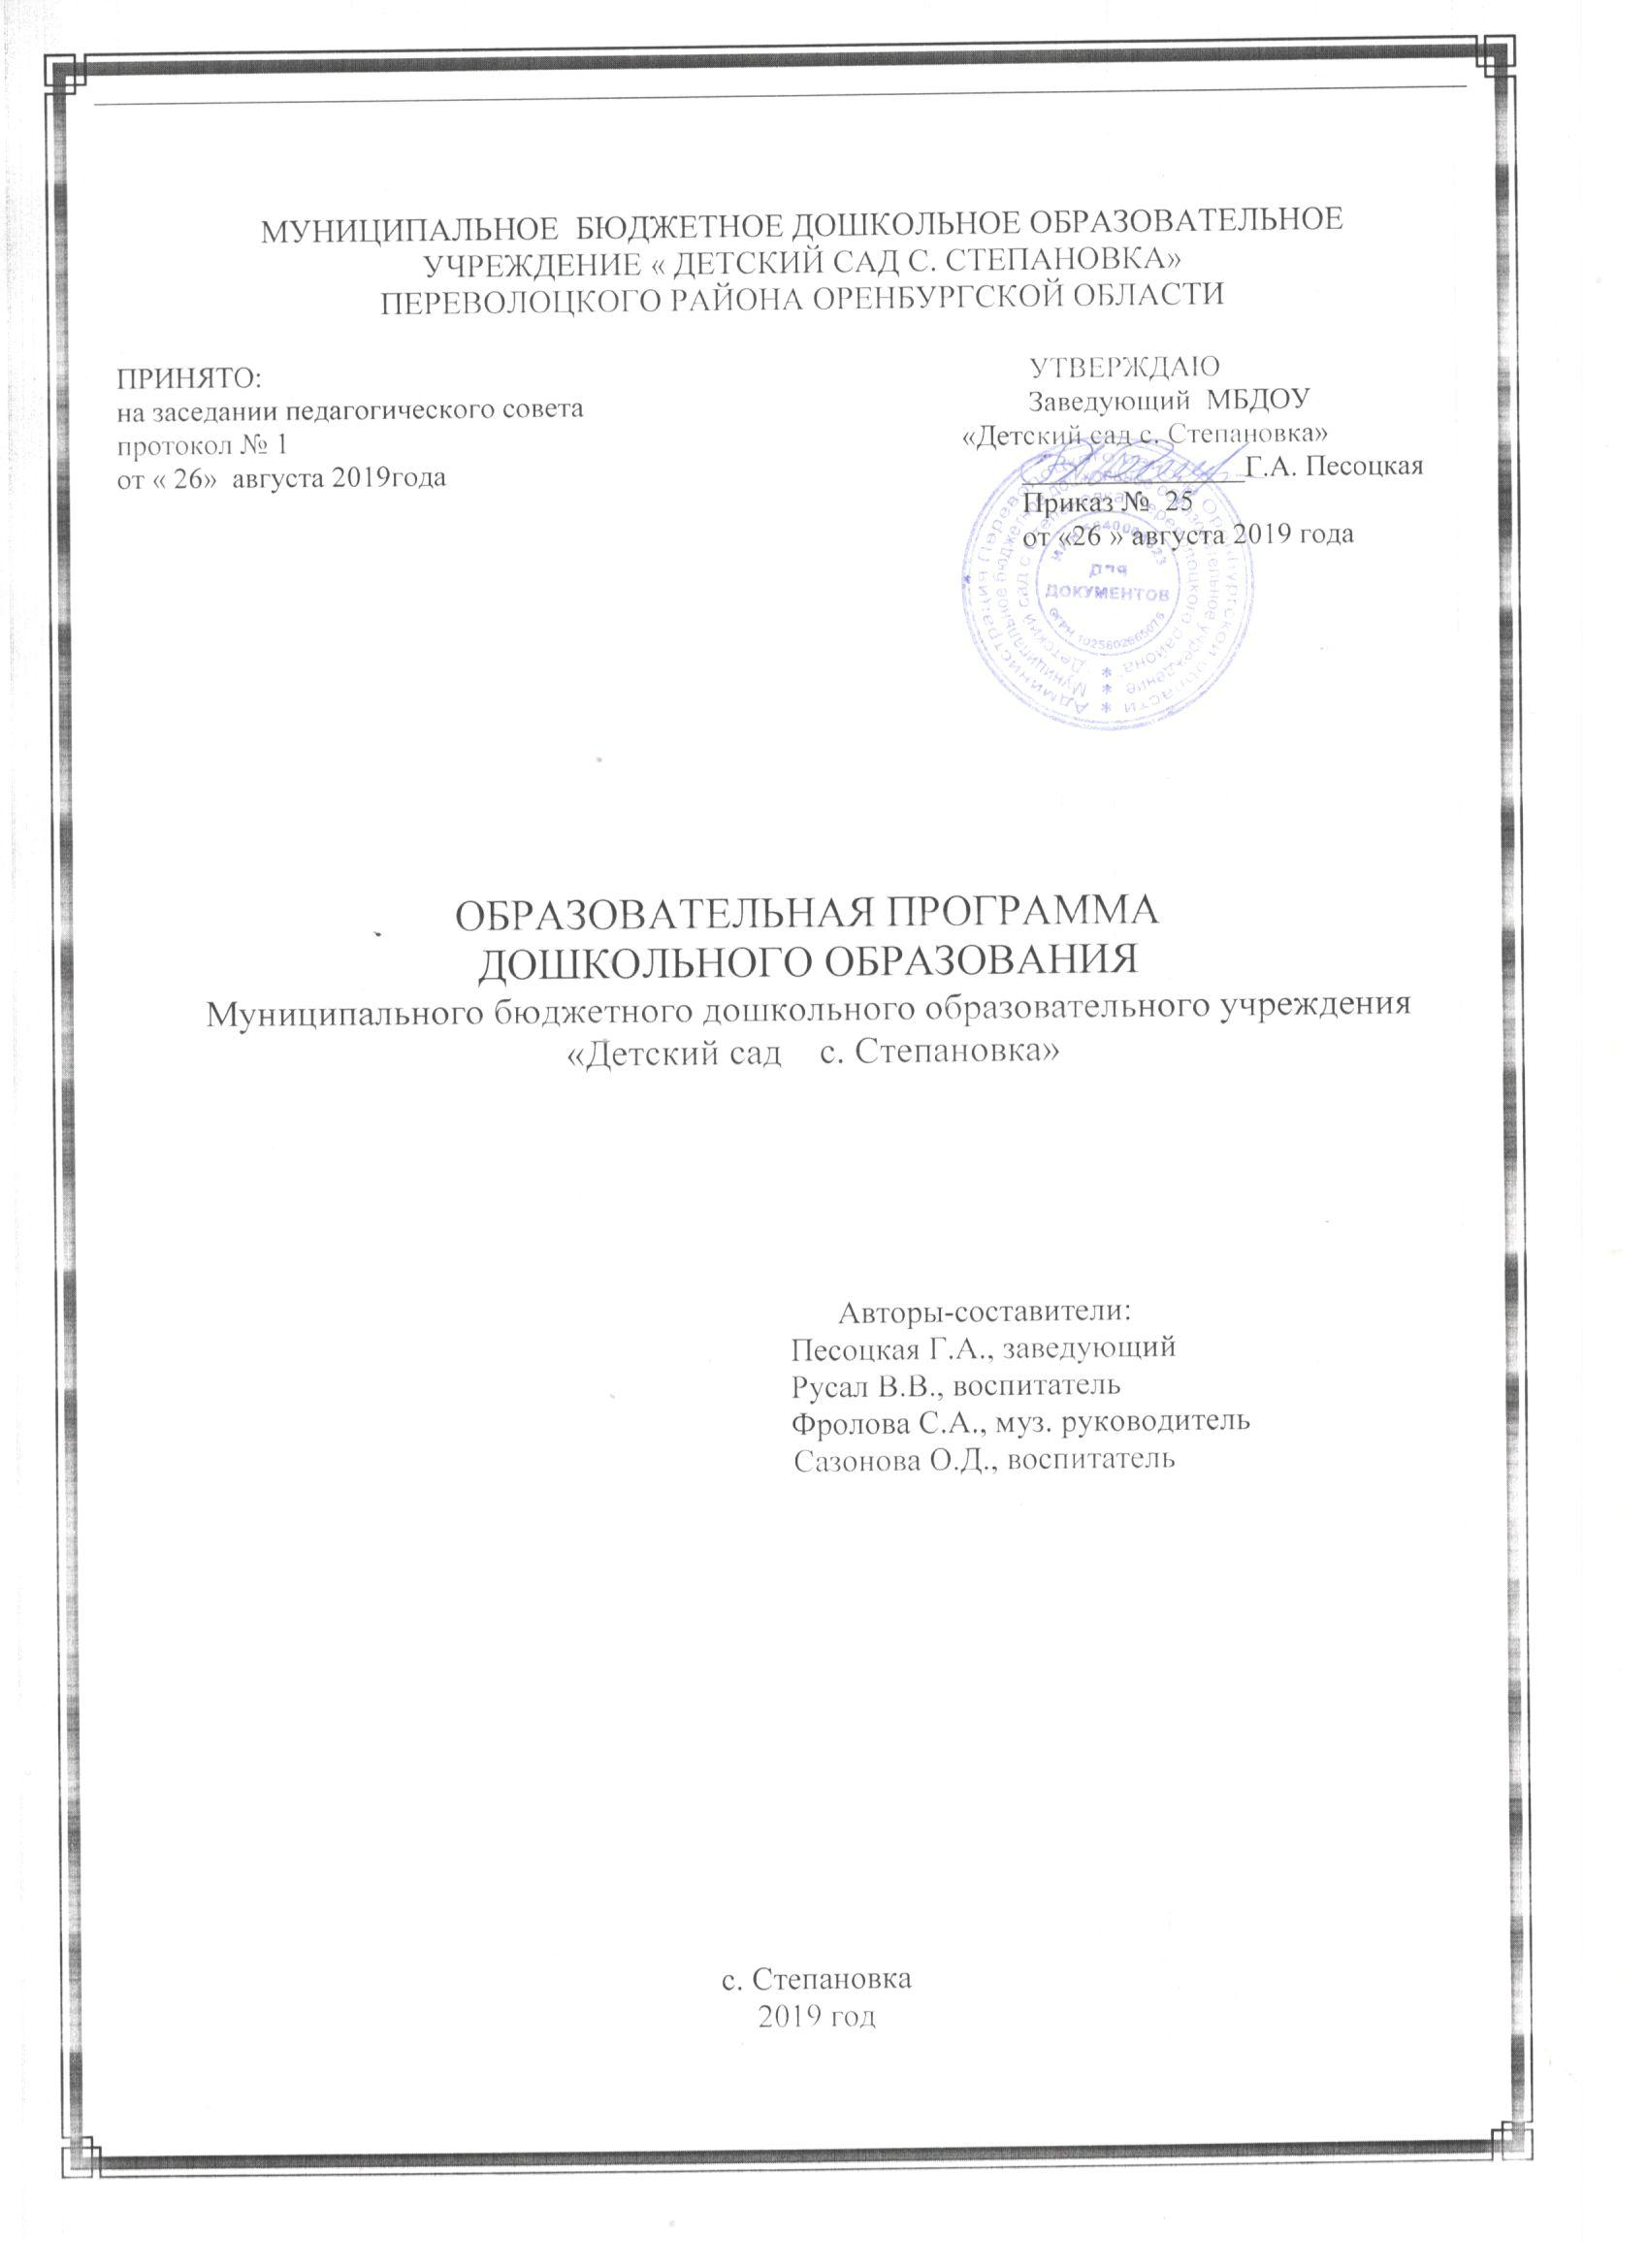 МУНИЦИПАЛЬНОЕ БЮДЖЕТНОЕ ДОШКОЛЬНОЕ ОБРАЗОВАТЕЛЬНОЕ
УЧРЕЖДЕНИЕ « ДЕТСКИЙ САД С. СТЕПАНОВКА»
ПЕРЕВОЛОЦКОГО РАЙОНА ОРЕНБУРГСКОЙ ОБЛАСТИ
ПРИНЯТО:
на заседании педагогического совета
протокол № 1
от « 26» августа 2019года
УТВЕРЖДАЮ
Заведующий МБДОУ
«Детский сад с. Степановка»
Г.А. Песоцкая
Приказ № 25
от «26 » августа 2019 года
для
ДОКУМЕНТОВ
ОБРАЗОВАТЕЛЬНАЯ ПРОГРАММА
ДОШКОЛЬНОГО ОБРАЗОВАНИЯ
Муниципального бюджетного дошкольного образовательного учреждения
«Детский сад с. Степановка»
Авторы-составители:
Песоцкая Г.А., заведующий
Русал В.В., воспитатель
Фролова С.А., муз. руководитель
Сазонова О.Д., воспитатель
с. Степановка
2019 год